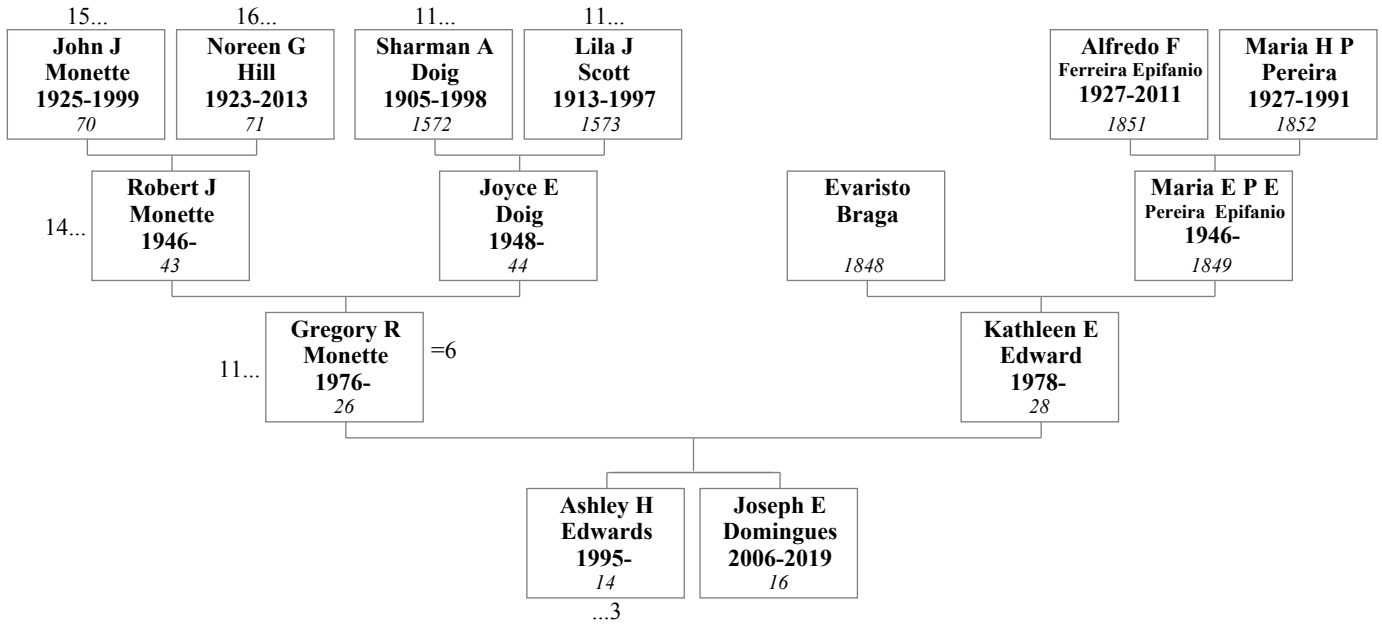 15...
16...
11...
11...
John J
Monette
1925-1999
70
Noreen G
Hill
1923-2013
71
Sharman A
Doig
1905-1998
1572
Lila J
Scott
1913-1997
1573
Alfredo F
Ferreira Epifanio
1927-2011
1851
Maria H P
Pereira
1927-1991
1852
14...
Robert J
Monette
1946-
43
Joyce E
Doig
1948-
44
Evaristo
Braga
1848
Maria E P E
Pereira Epifanio
1946-
1849
11...
Gregory R
Monette
1976-
26
=6
Kathleen E
Edward
1978-
28
Ashley H
Edwards
1995-
14
...3
Joseph E
Domingues
2006-2019
16